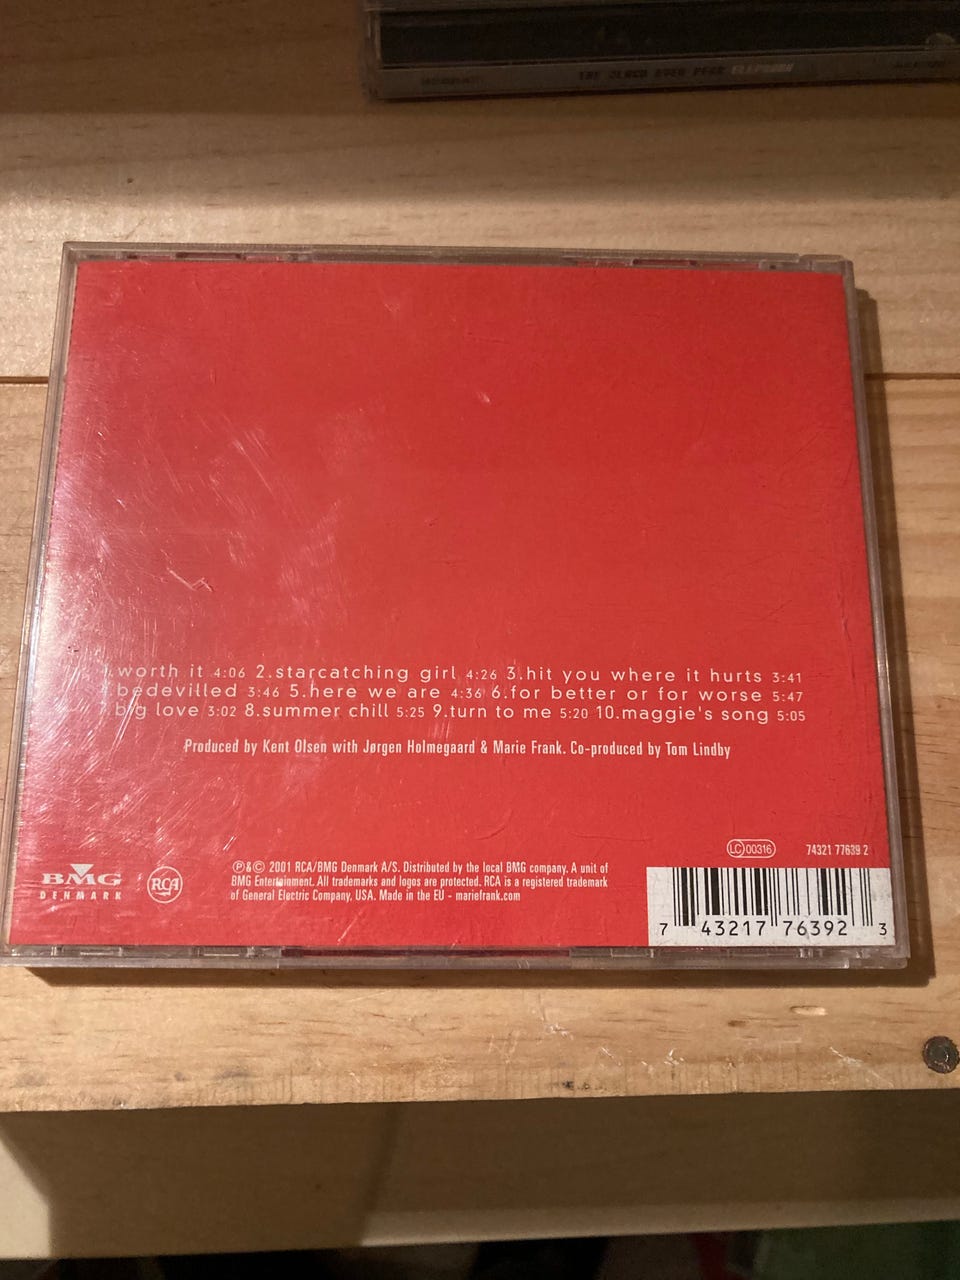 1.worth it 4:06 2.starcatching girl 4:26 3.hit you where it hurts 3:41
4.bedevilled 3:46 5.here we are 4:36 6.for better or for worse 5:47
7.big love 3:02 8.summer chill 5:25 9.turn to me 5:20 10.maggie's song 5:05
Produced by Kent Olsen with Jørgen Holmegaard & Marie Frank. Co-produced by Tom Lindby
BMG
DENMARK
RCA
℗&© 2001 RCA/BMG Denmark A/S. Distributed by the local BMG company. A unit of
BMG Entertainment. All trademarks and logos are protected. RCA is a registered trademark
of General Electric Company, USA. Made in the EU - mariefrank.com
LC 00316
74321 77639 2
7 43217 76392 3